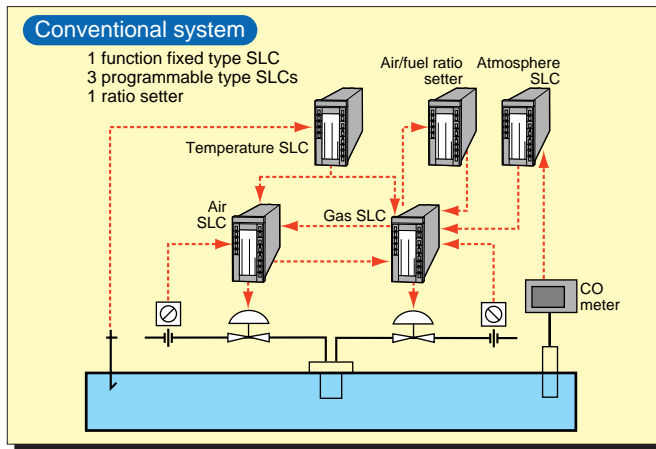 Conventional system
1 function fixed type SLC
3 programmable type SLCs
1 ratio setter
Air/fuel ratio
setter
Atmosphere
SLC
Temperature SLC
Air
SLC
Gas SLC
CO
meter